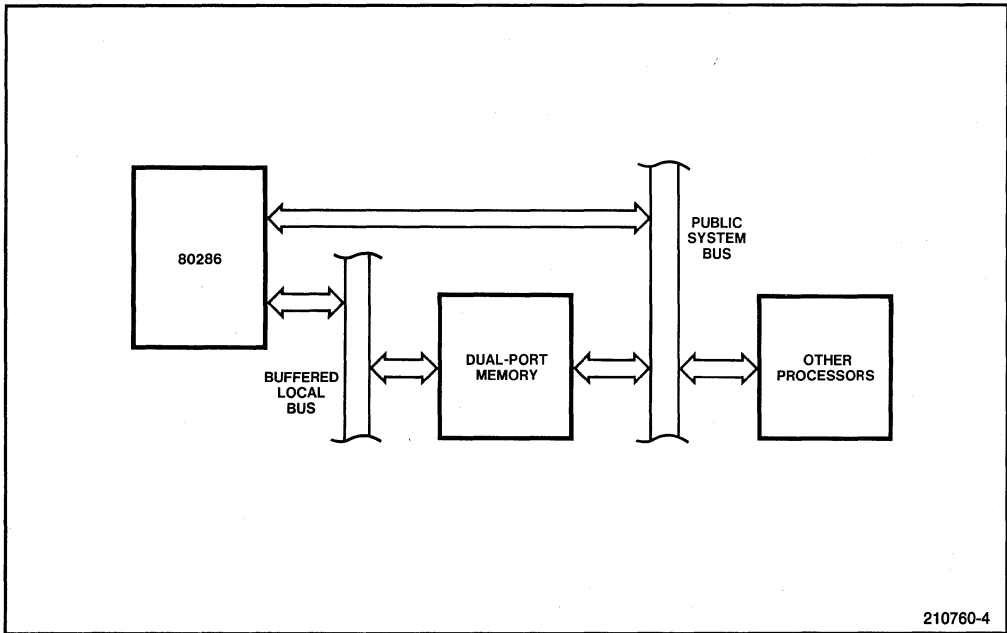 80286
PUBLIC
SYSTEM
BUS
BUFFERED
LOCAL
BUS
DUAL-PORT
MEMORY
OTHER
PROCESSORS
210760-4